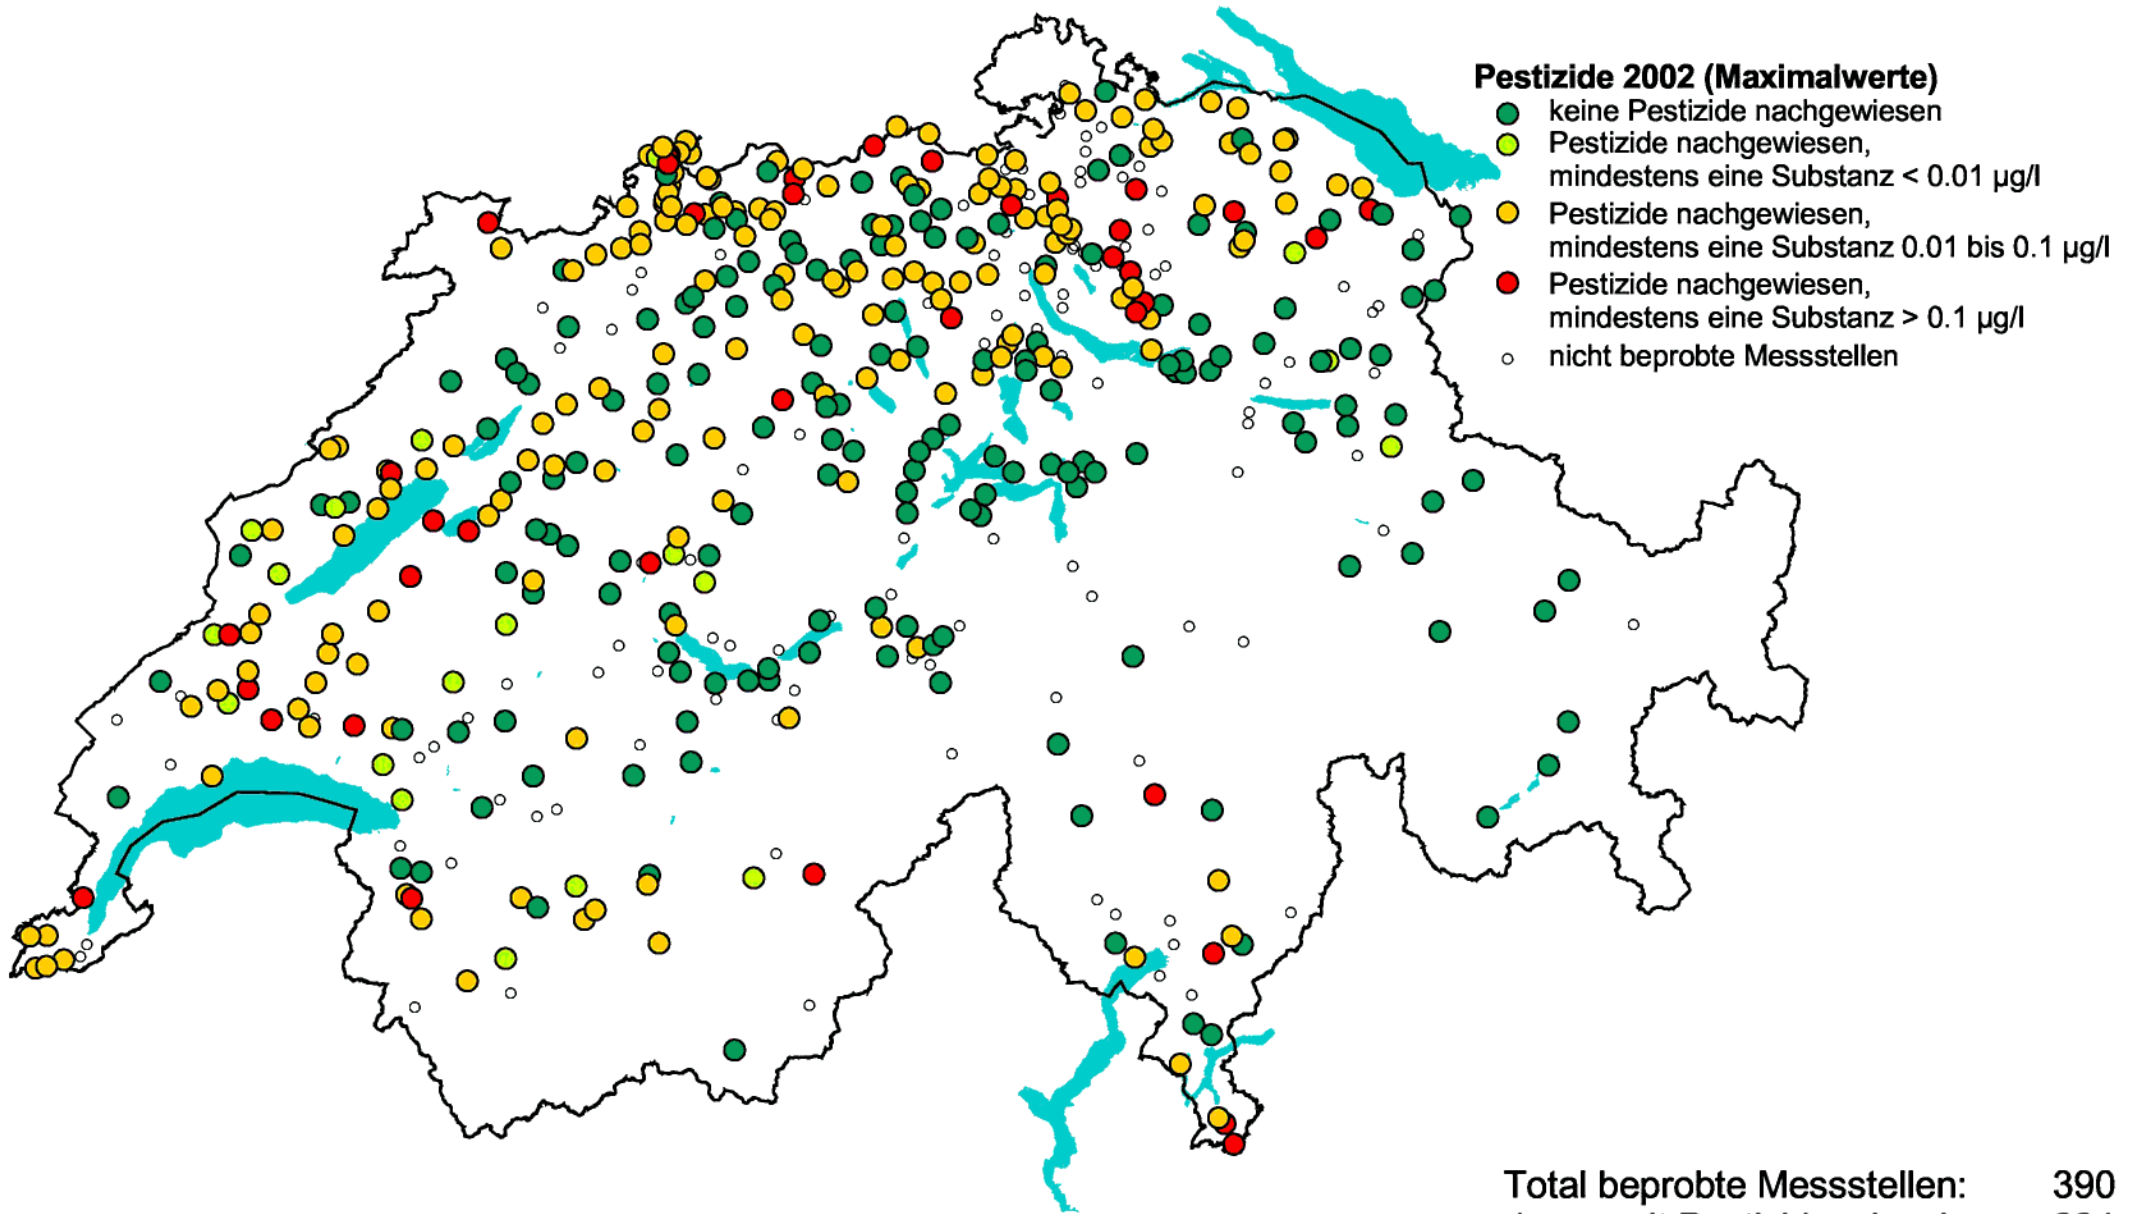 Pestizide 2002 (Maximalwerte)
keine Pestizide nachgewiesen
Pestizide nachgewiesen,
mindestens eine Substanz < 0.01 µg/l
Pestizide nachgewiesen,
mindestens eine Substanz 0.01 bis 0.1 µg/l
Pestizide nachgewiesen,
mindestens eine Substanz > 0.1 µg/l
nicht beprobte Messstellen
Total beprobte Messstellen: 390